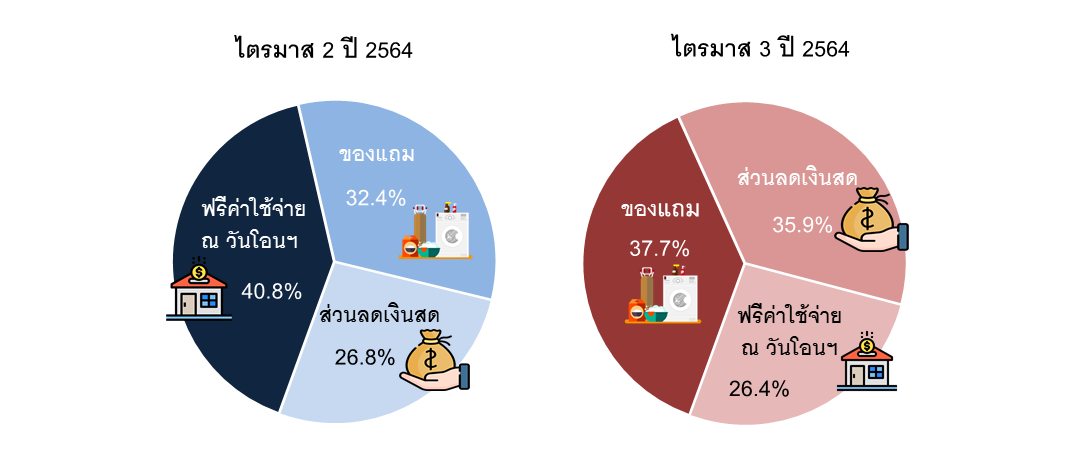 ไตรมาส 2 ปี 2564
ของแถม
32.4%
ฟรีค่าใช้จ่าย
ณ วันโอนฯ
40.8%
ส่วนลดเงินสด
26.8%
ไตรมาส 3 ปี 2564
ส่วนลดเงินสด
35.9%
ของแถม
37.7%
ฟรีค่าใช้จ่าย
ณ วันโอนฯ
26.4%